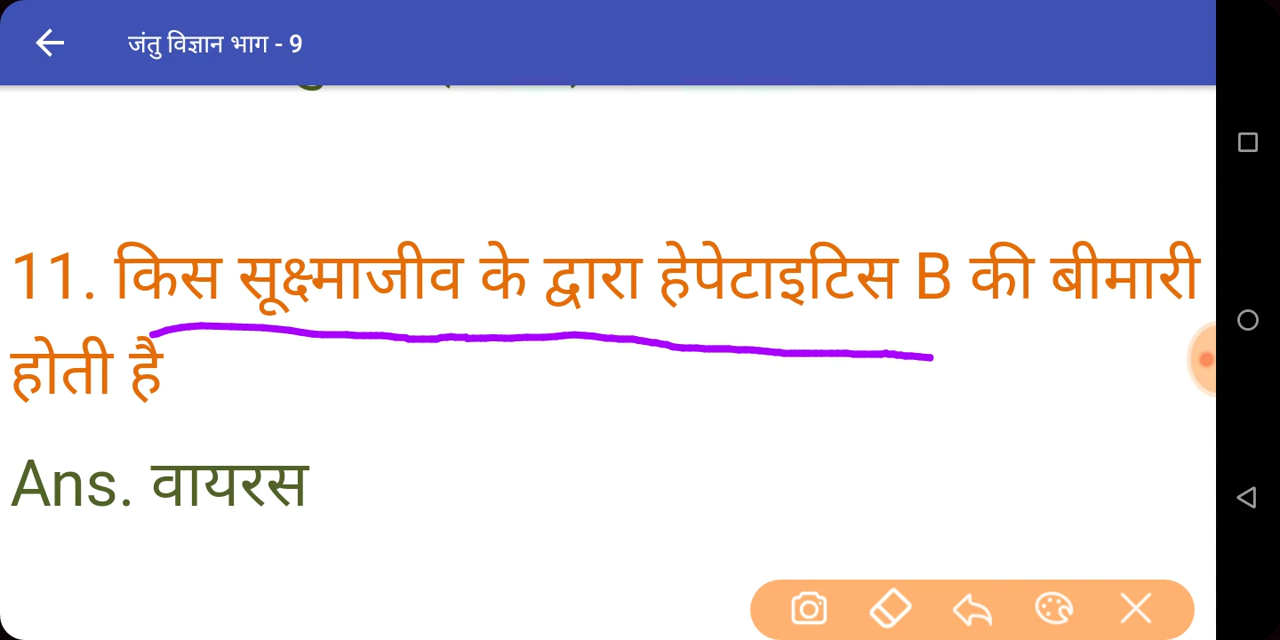 जंतु विज्ञान भाग - 9
11. किस सूक्ष्माजीव के द्वारा हेपेटाइटिस B की बीमारी
होती है
Ans. वायरस